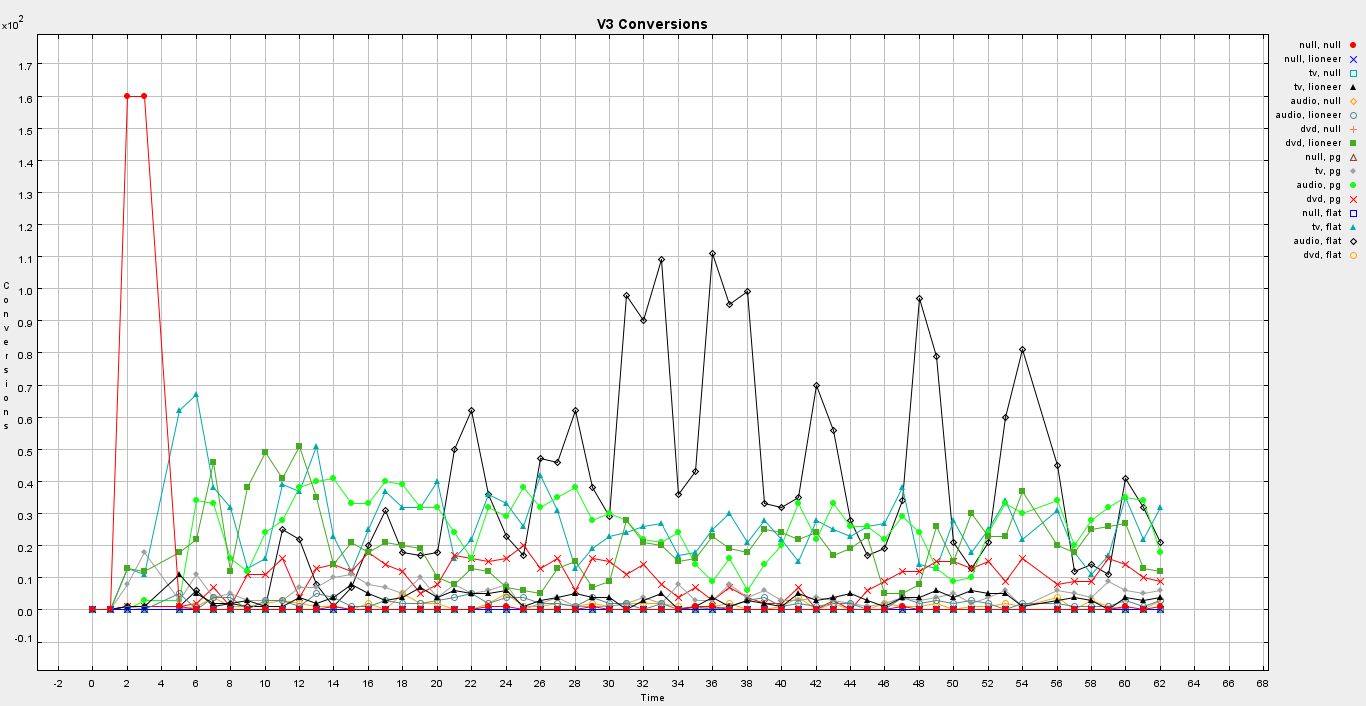 V3 Conversions
x10^2
1.7
1.6
1.5
1.4
1.3
1.2
1.1
1.0
0.9
0.8
0.7
0.6
0.5
0.4
0.3
0.2
0.1
0.0
-0.1
Conversions
-2 0 2 4 6 8 10 12 14 16 18 20 22 24 26 28 30 32 34 36 38 40 42 44 46 48 50 52 54 56 58 60 62 64 66 68
Time
null, null
null, lioneer
tv, null
tv, lioneer
audio, null
audio, lioneer
dvd, null
dvd, lioneer
null, pg
tv, pg
audio, pg
dvd, pg
null, flat
tv, flat
audio, flat
dvd, flat